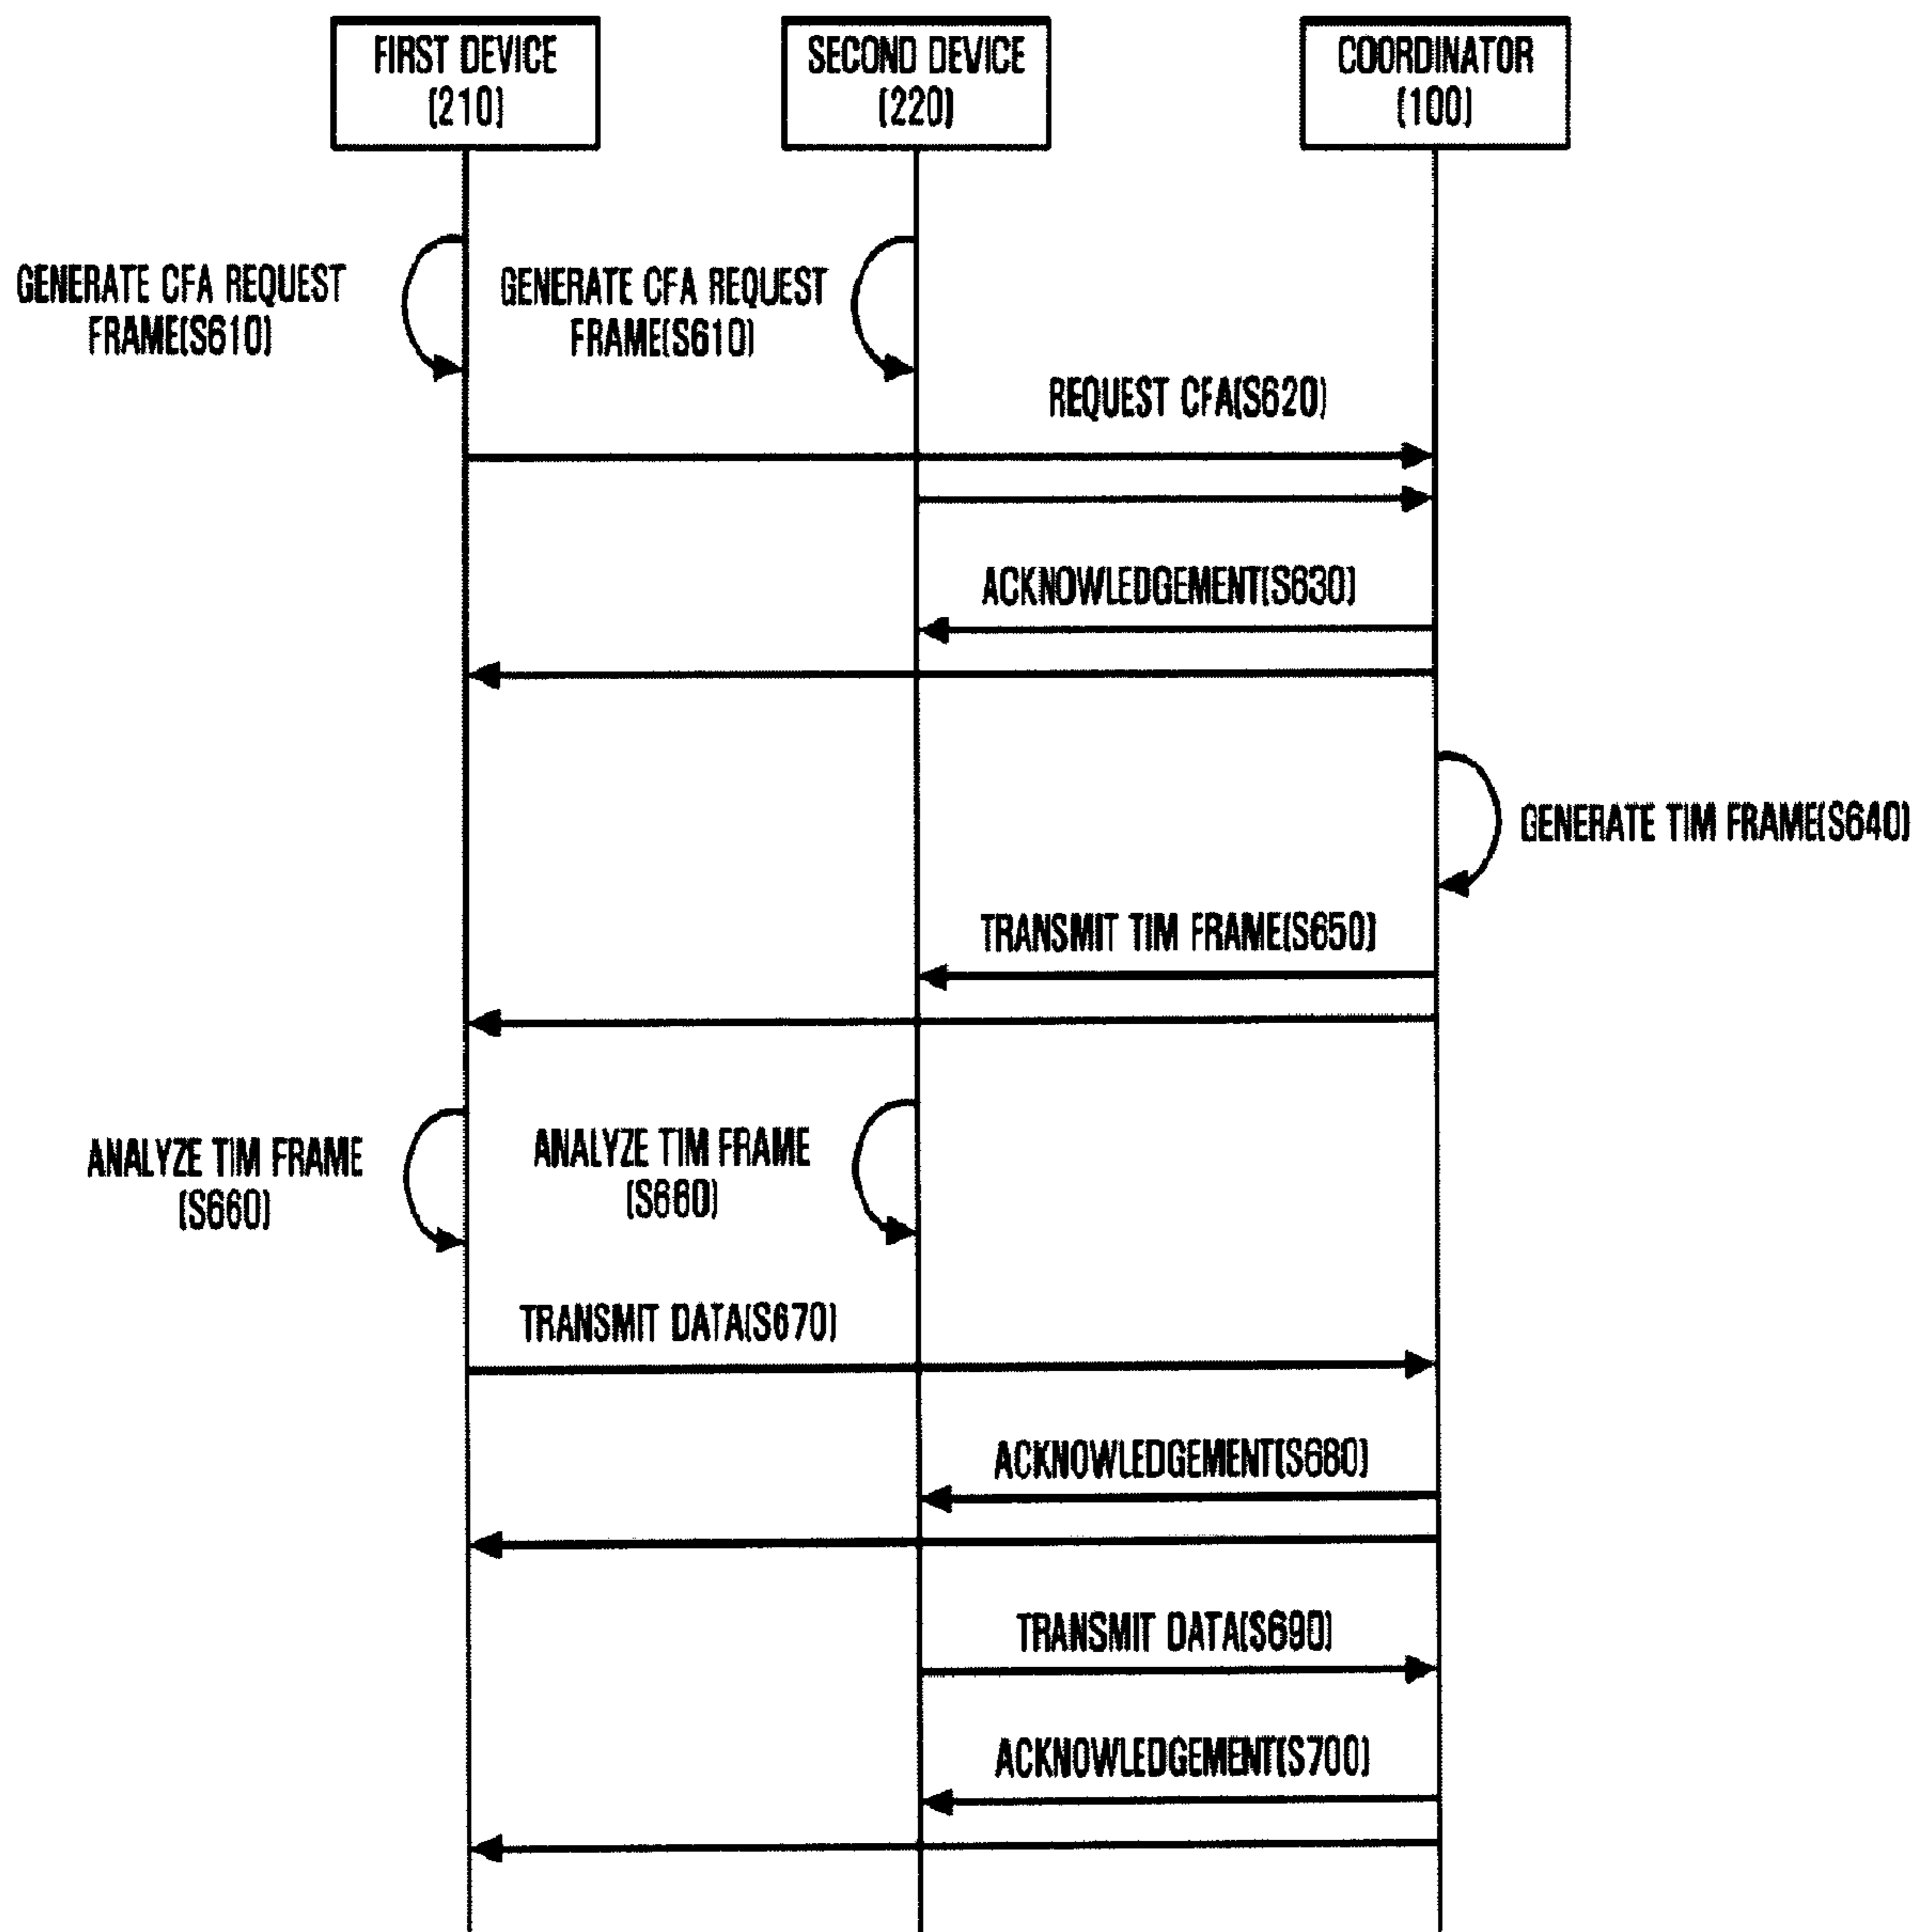 FIRST DEVICE
(210)
SECOND DEVICE
(220)
COORDINATOR
(100)
GENERATE CFA REQUEST
FRAME(S610)
GENERATE CFA REQUEST
FRAME(S610)
REQUEST CFA(S620)
ACKNOWLEDGEMENT(S630)
GENERATE TIM FRAME(S640)
TRANSMIT TIM FRAME(S650)
ANALYZE TIM FRAME
(S660)
ANALYZE TIM FRAME
(S660)
TRANSMIT DATA(S670)
ACKNOWLEDGEMENT(S680)
TRANSMIT DATA(S690)
ACKNOWLEDGEMENT(S700)